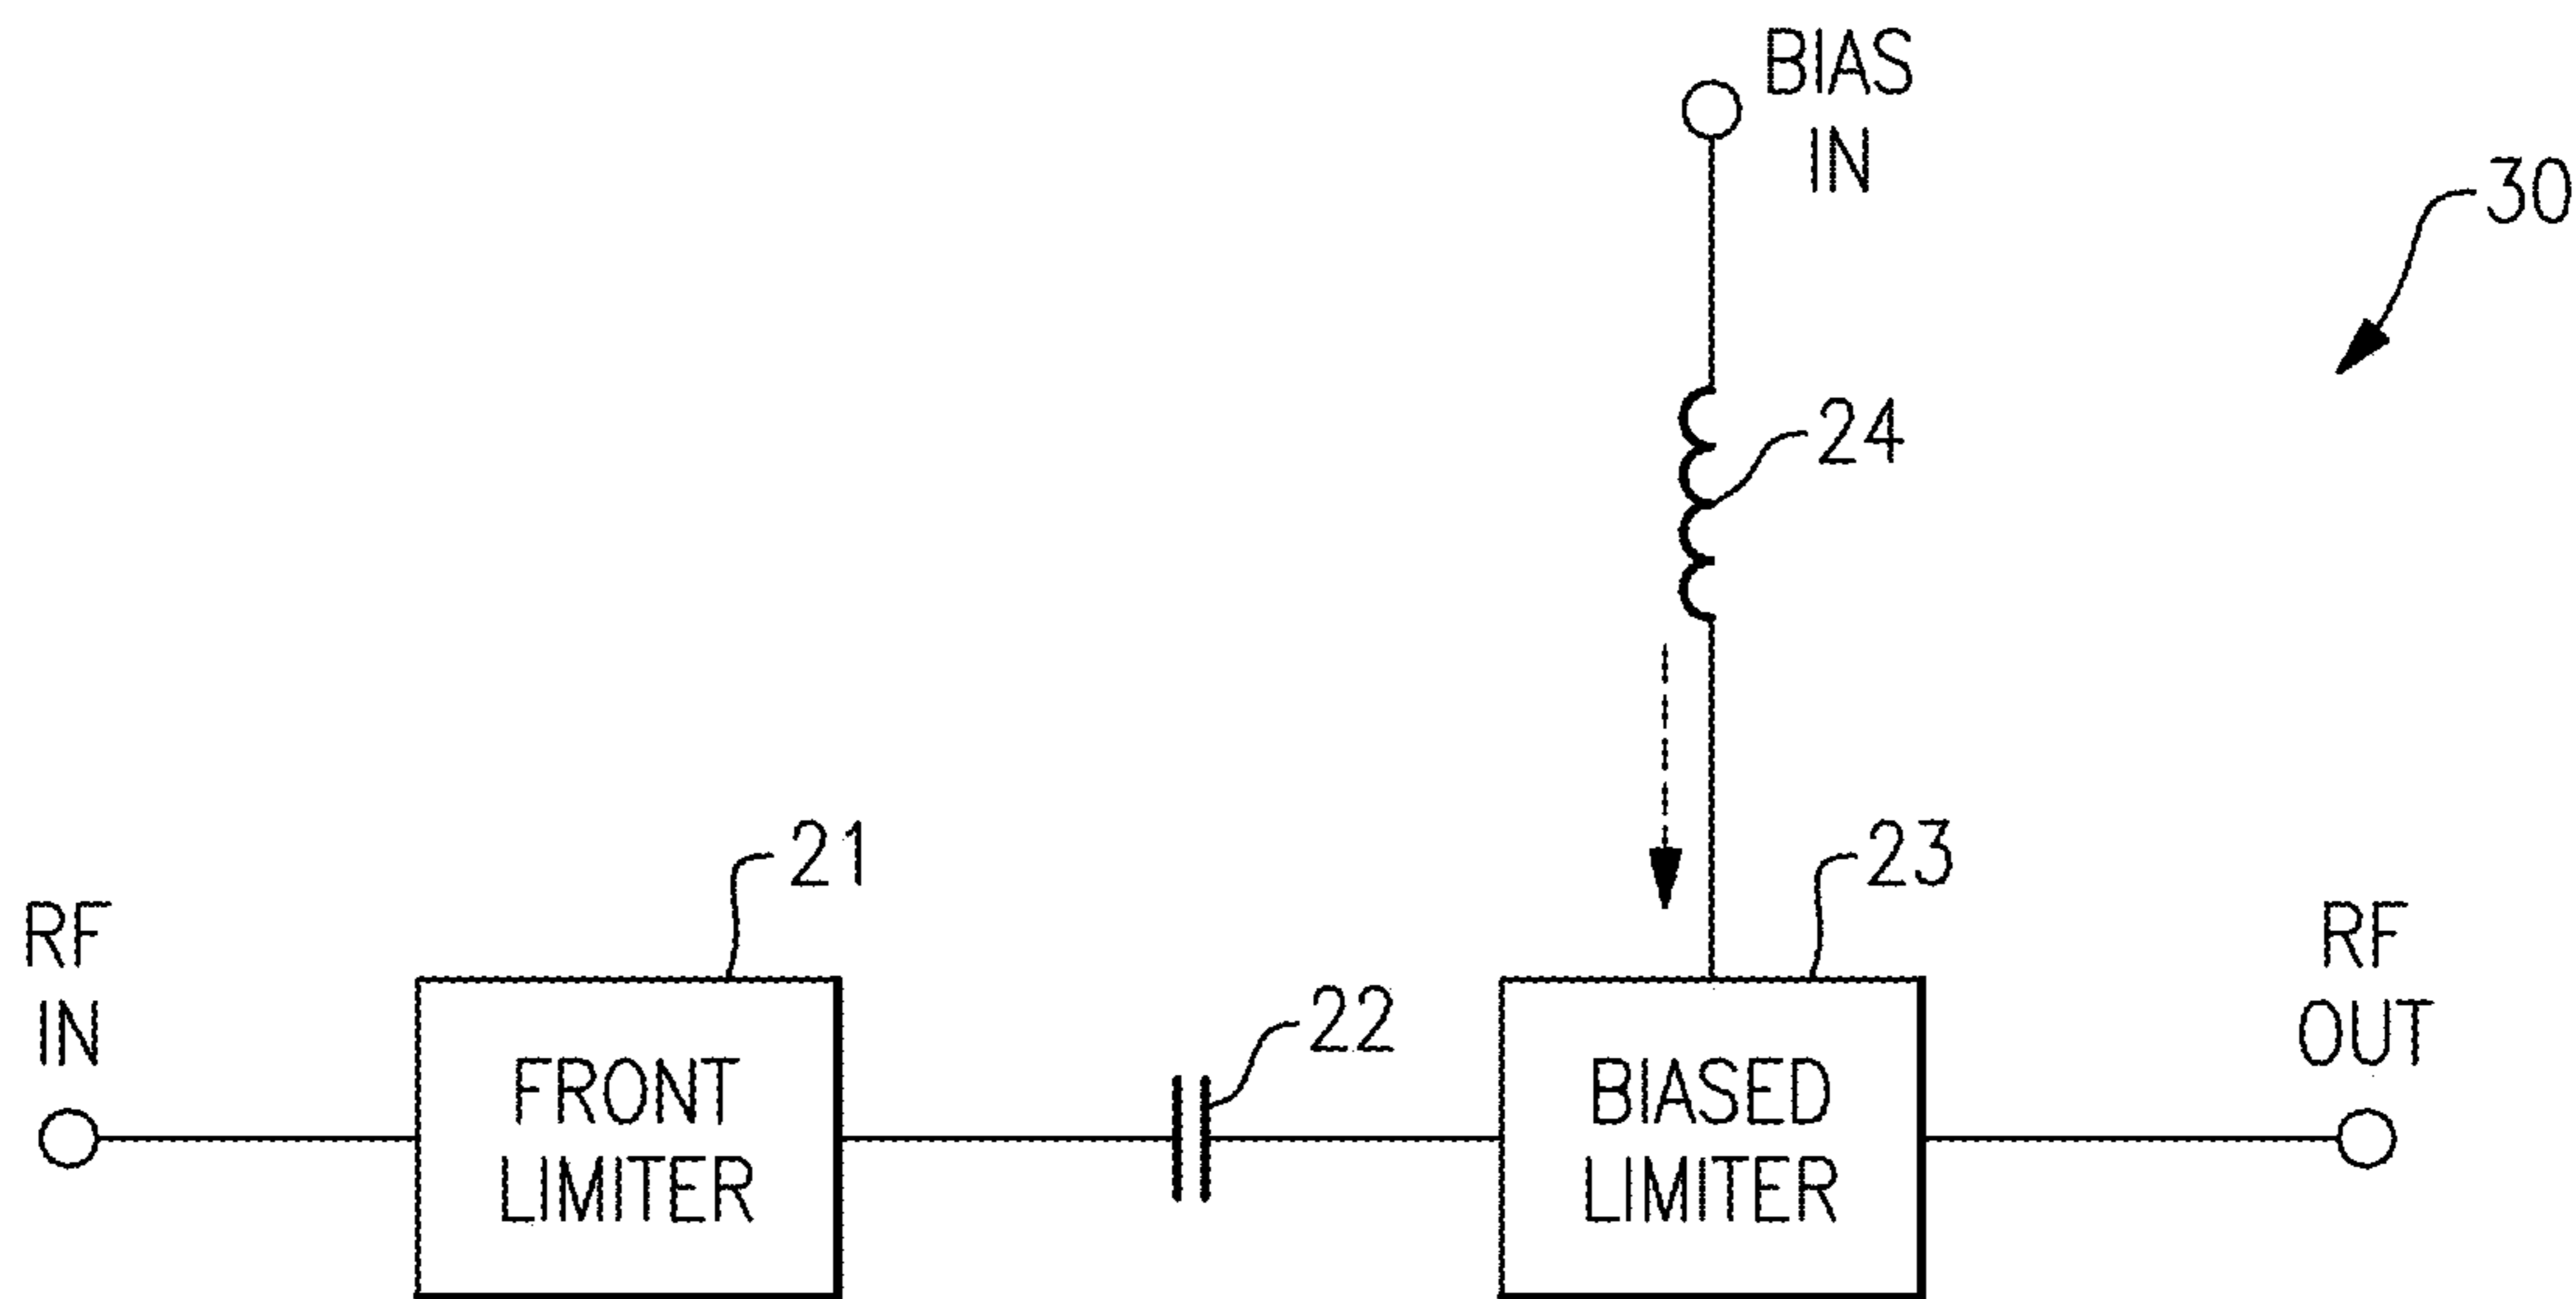 BIAS
IN
30
24
21
23
RF
IN
RF
OUT
22
FRONT
LIMITER
BIASED
LIMITER